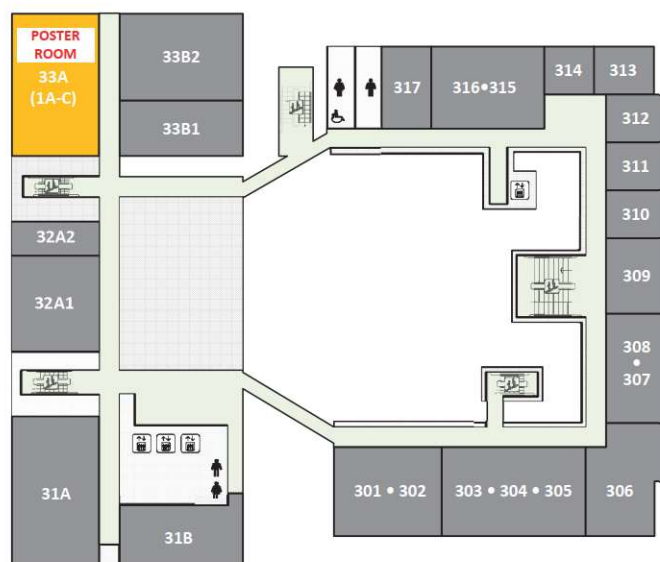 POSTER
ROOM
33A
(1A-C)
33B2
33B1
32A2
32A1
31A
31B
317
316•315
314
313
312
311
310
309
308
•
307
306
303 • 304 • 305
301 • 302